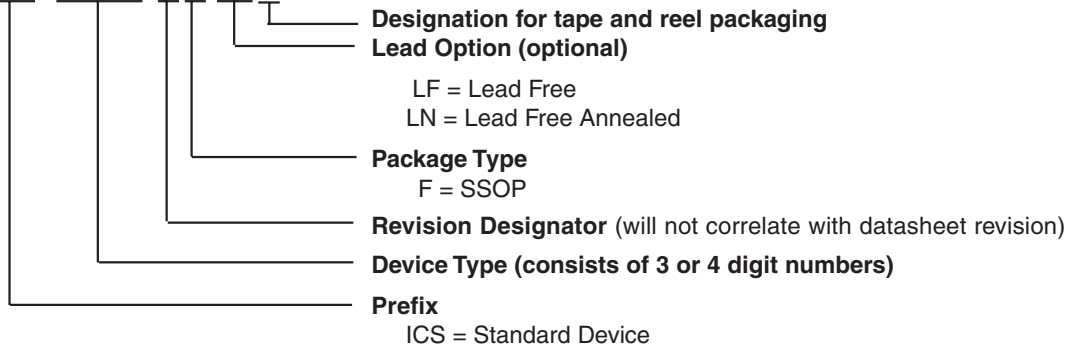 Designation for tape and reel packaging
Lead Option (optional)
LF = Lead Free
LN = Lead Free Annealed
Package Type
F = SSOP
Revision Designator (will not correlate with datasheet revision)
Device Type (consists of 3 or 4 digit numbers)
Prefix
ICS = Standard Device